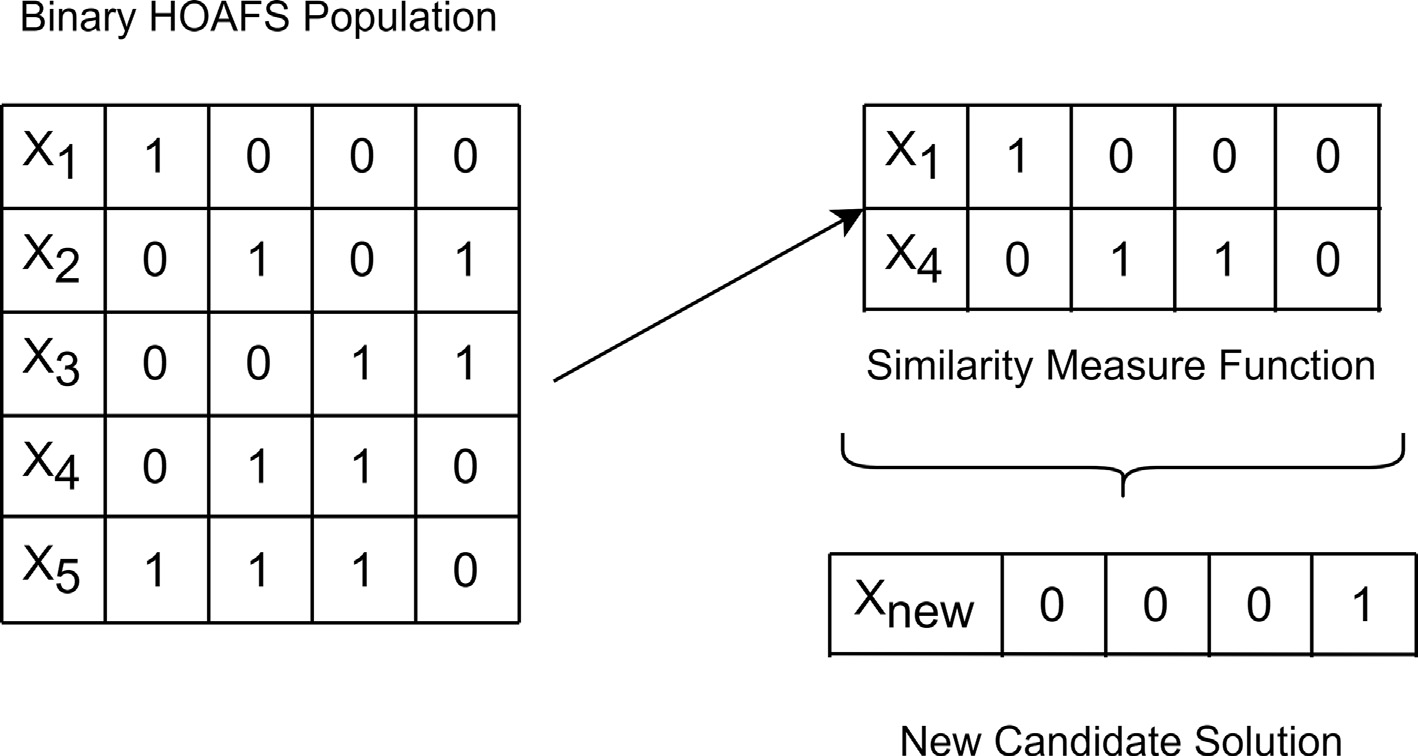 Binary HOAFS Population
X1 1 0 0 0
X2 0 1 0 1
X3 0 0 1 1
X4 0 1 1 0
X5 1 1 1 0
X1 1 0 0 0
X4 0 1 1 0
Similarity Measure Function
Xnew 0 0 0 1
New Candidate Solution